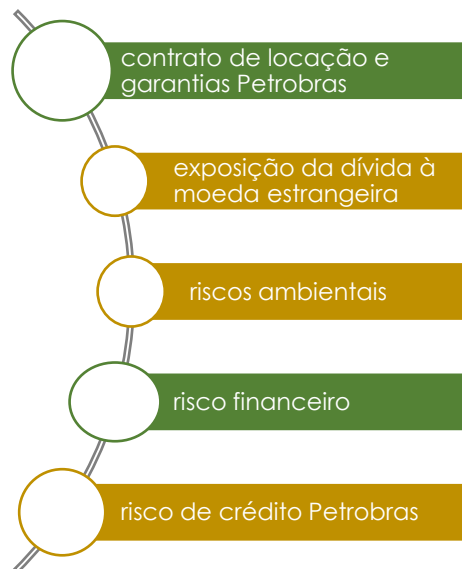 contrato de locação e
garantias Petrobras
exposição da dívida à
moeda estrangeira
riscos ambientais
risco financeiro
risco de crédito Petrobras